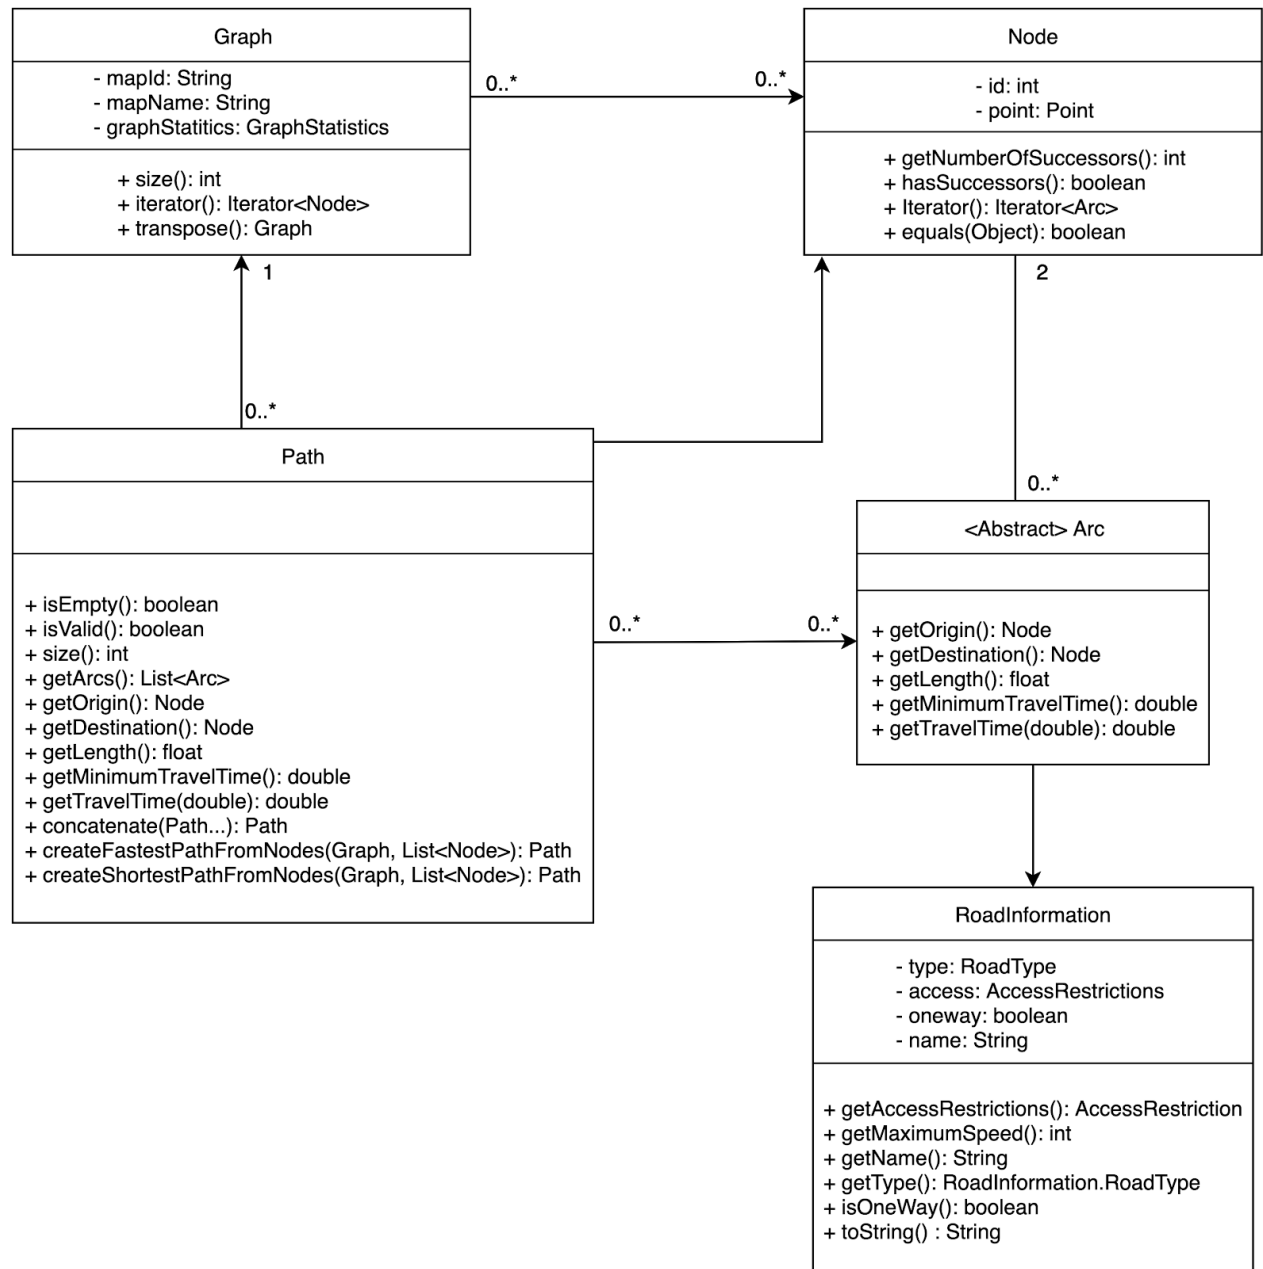 Graph
- mapId: String
- mapName: String
- graphStatitics: GraphStatistics
+ size(): int
+ iterator(): Iterator<Node>
+ transpose(): Graph
0..*
0..*
Node
- id: int
- point: Point
+ getNumberOfSuccessors(): int
+ hasSuccessors(): boolean
+ Iterator(): Iterator<Arc>
+ equals(Object): boolean
1
2
0..*
Path
+ isEmpty(): boolean
+ isValid(): boolean
+ size(): int
+ getArcs(): List<Arc>
+ getOrigin(): Node
+ getDestination(): Node
+ getLength(): float
+ getMinimumTravelTime(): double
+ getTravelTime(double): double
+ concatenate(Path...): Path
+ createFastestPathFromNodes(Graph, List<Node>): Path
+ createShortestPathFromNodes(Graph, List<Node>): Path
0..*
0..*
0..*
<Abstract> Arc
+ getOrigin(): Node
+ getDestination(): Node
+ getLength(): float
+ getMinimumTravelTime(): double
+ getTravelTime(double): double
RoadInformation
- type: RoadType
- access: AccessRestrictions
- oneway: boolean
- name: String
+ getAccessRestrictions(): AccessRestriction
+ getMaximumSpeed(): int
+ getName(): String
+ getType(): RoadInformation.RoadType
+ isOneWay(): boolean
+ toString() : String